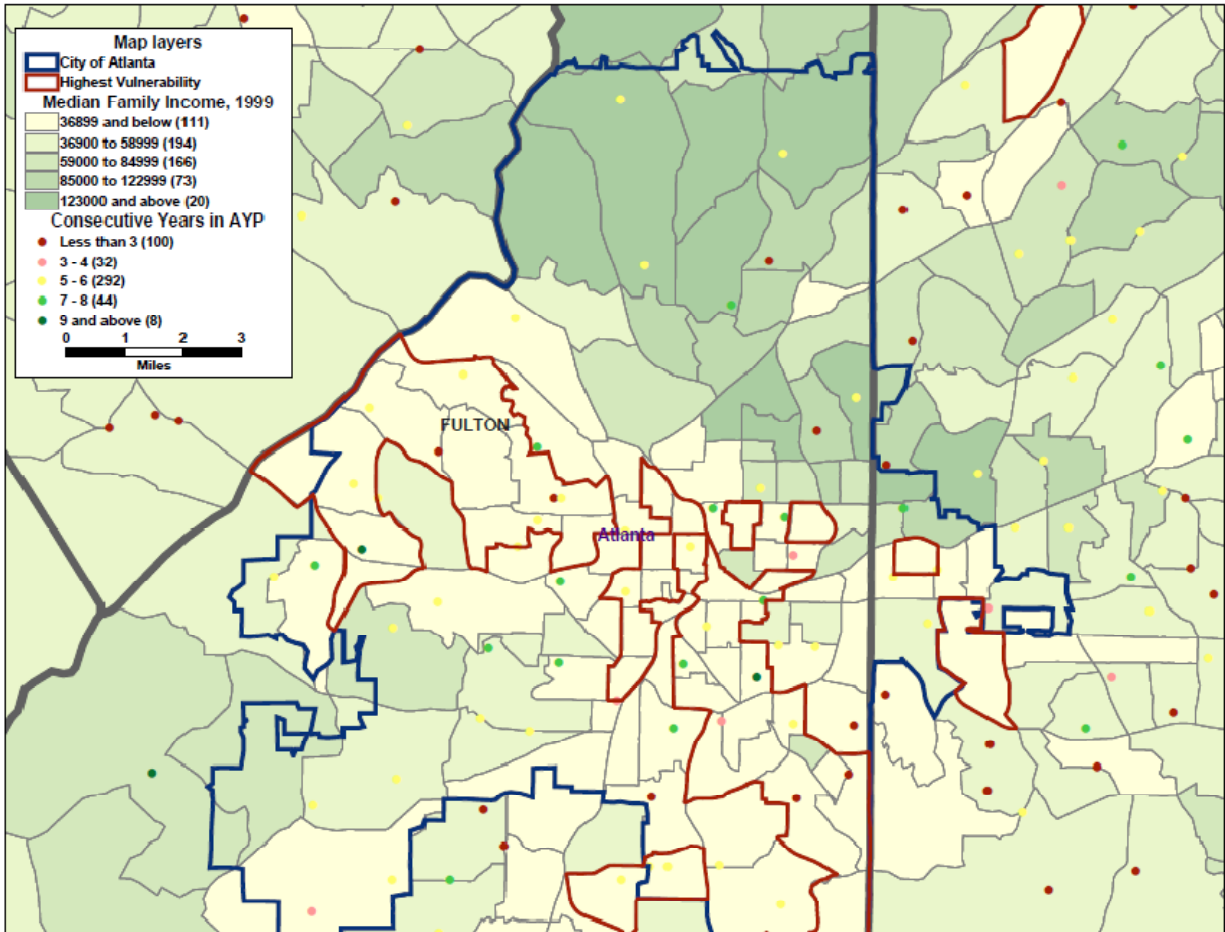 Map layers
City of Atlanta
Highest Vulnerability
Median Family Income, 1999
36899 and below (111)
36900 to 58999 (194)
59000 to 84999 (166)
85000 to 122999 (73)
123000 and above (20)
Consecutive Years in AYP
Less than 3 (100)
3 - 4 (32)
5 - 6 (292)
7 - 8 (44)
9 and above (8)
0 1 2 3
Miles
FULTON
Atlanta